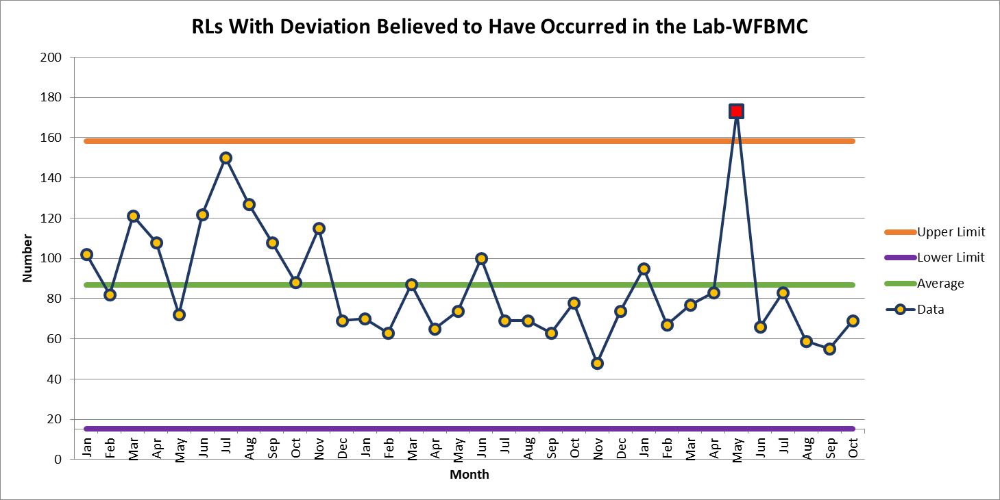 RLs With Deviation Believed to Have Occurred in the Lab-WFBMC
200
180
160
140
120
100
80
60
40
20
0
Number
Jan Feb Mar Apr May Jun Jul Aug Sep Oct Nov Dec Jan Feb Mar Apr May Jun Jul Aug Sep Oct Nov Dec Jan Feb Mar Apr May Jun Jul Aug Sep Oct
Month
Upper Limit
Lower Limit
Average
Data